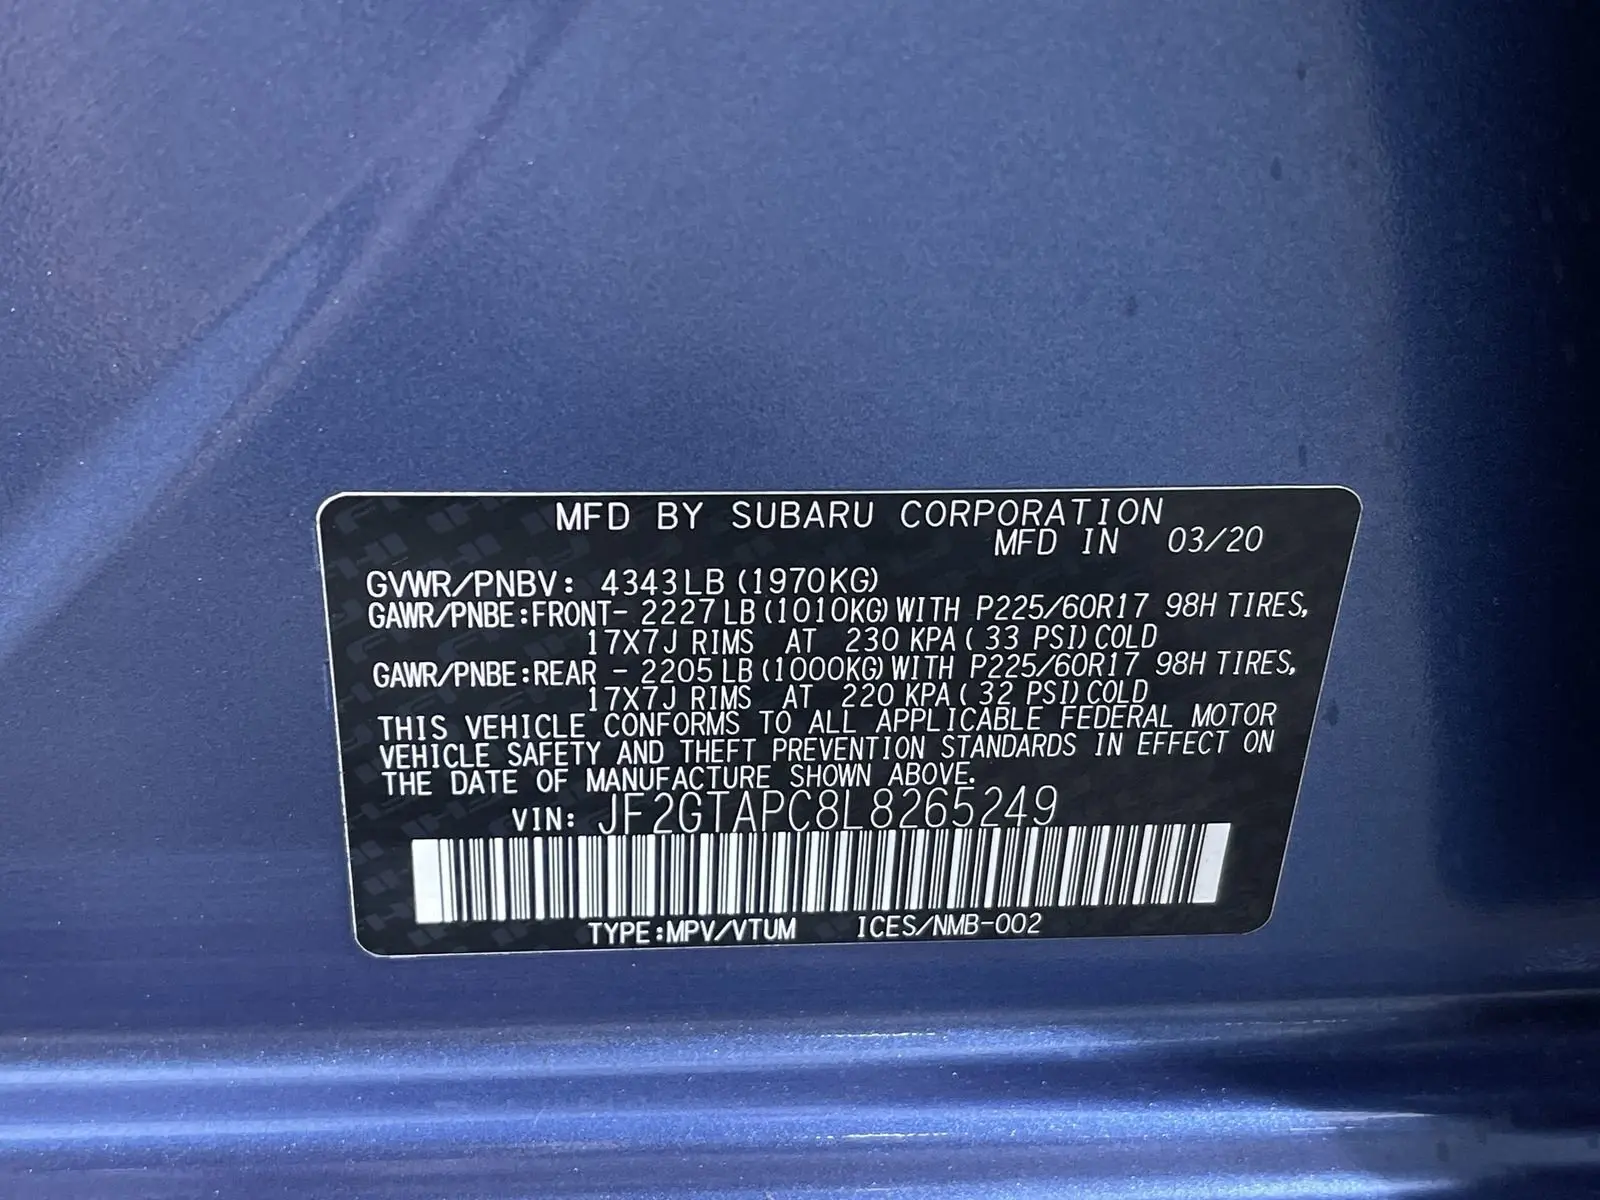 MFD BY SUBARU CORPORATION
MFD IN 03/20
GVWR/PNBV: 4343LB (1970KG)
GAWR/PNBE:FRONT- 2227 LB (1010KG) WITH P225/60R17 98H TIRES,
17X7J RIMS AT 230 KPA ( 33 PSI) COLD
GAWR/PNBE:REAR - 2205 LB (1000KG) WITH P225/60R17 98H TIRES,
17X7J RIMS AT 220 KPA ( 32 PSI) COLD
THIS VEHICLE CONFORMS TO ALL APPLICABLE FEDERAL MOTOR
VEHICLE SAFETY AND THEFT PREVENTION STANDARDS IN EFFECT ON
THE DATE OF MANUFACTURE SHOWN ABOVE.
VIN: JF2GTAPC8L8265249
TYPE:MPV/VTUM ICES/NMB-002